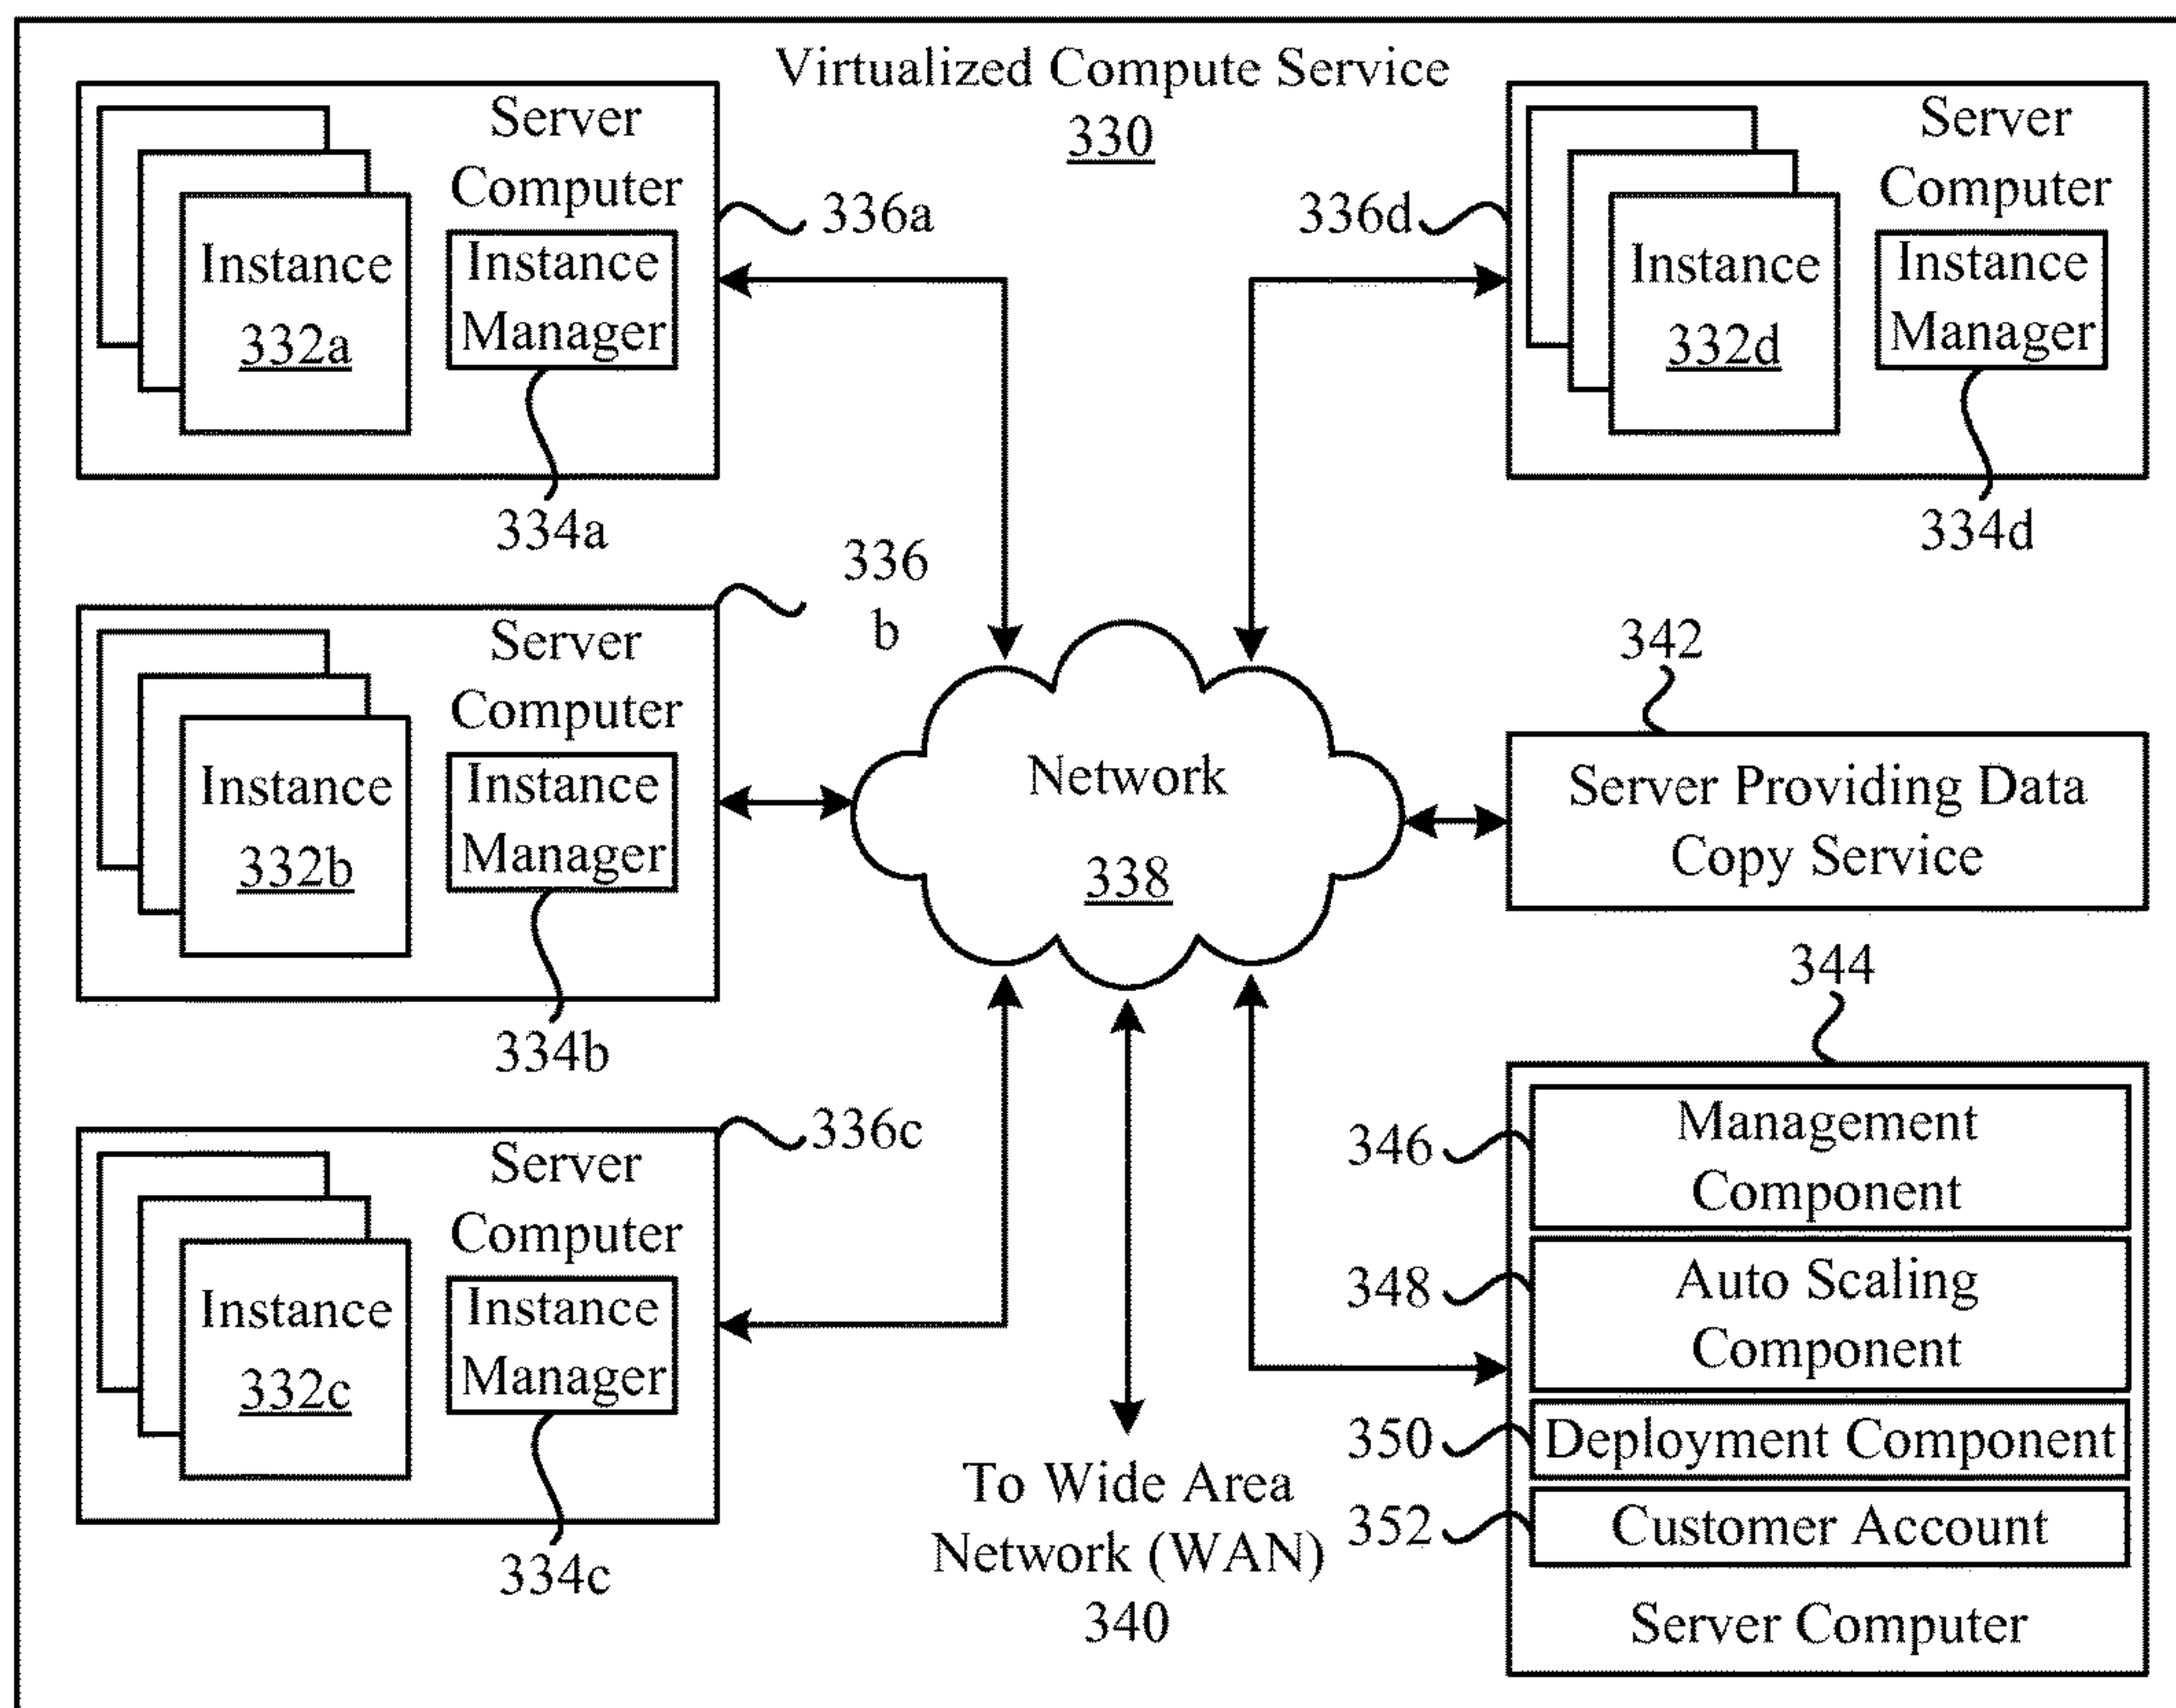 Virtualized Compute Service
330
Server
Computer
Instance
332a
Instance
Manager
336a
334a
Server
Computer
Instance
332d
Instance
Manager
336d
334d
336
b
Server
Computer
Instance
332b
Instance
Manager
334b
Network
338
342
Server Providing Data
Copy Service
336c
Server
Computer
Instance
332c
Instance
Manager
334c
To Wide Area
Network (WAN)
340
344
346
Management
Component
348
Auto Scaling
Component
350
Deployment Component
352
Customer Account
Server Computer